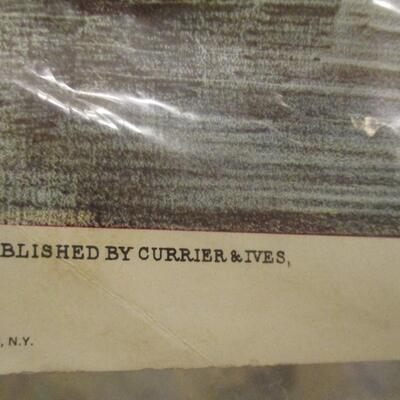 BLISHED BY CURRIER & IVES,
, N.Y.